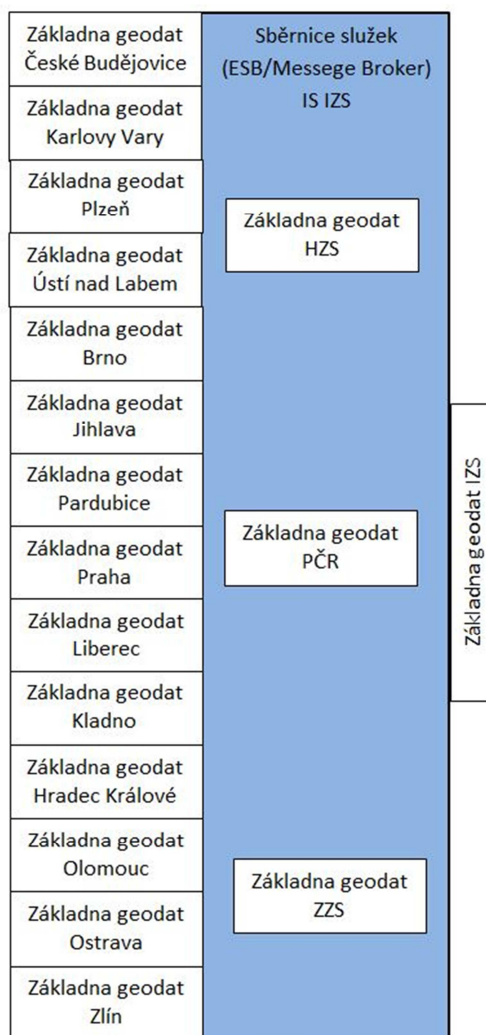 Základna geodat
České Budějovice
Základna geodat
Karlovy Vary
Základna geodat
Plzeň
Základna geodat
Ústí nad Labem
Základna geodat
Brno
Základna geodat
Jihlava
Základna geodat
Pardubice
Základna geodat
Praha
Základna geodat
Liberec
Základna geodat
Kladno
Základna geodat
Hradec Králové
Základna geodat
Olomouc
Základna geodat
Ostrava
Základna geodat
Zlín
Sběrnice služek
(ESB/Messege Broker)
IS IZS
Základna geodat
HZS
Základna geodat
PČR
Základna geodat
ZZS
Základna geodat IZS